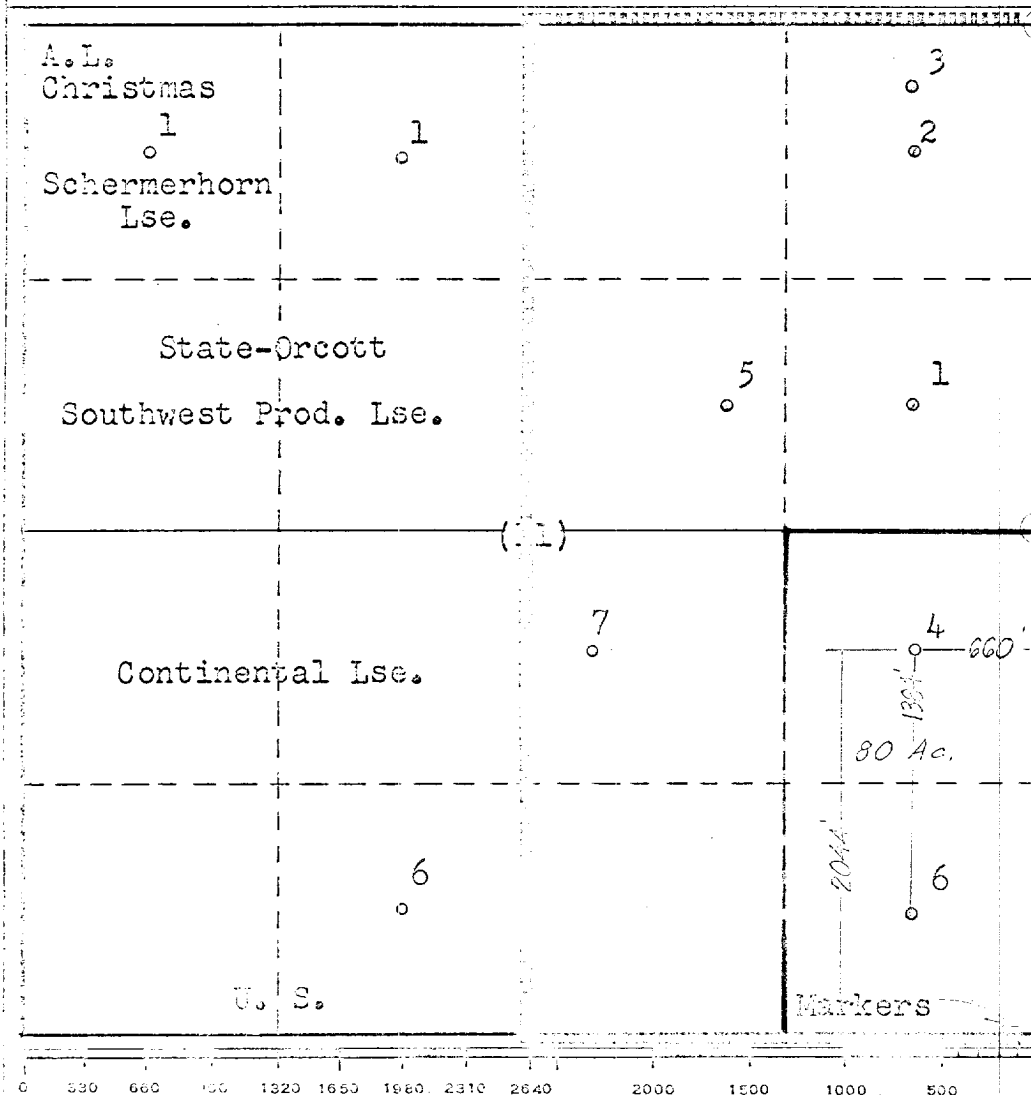 A.L.
Christmas
1
1
3
2
Schermerhorn
Lse.
State-Orcott
5
1
Southwest Prod. Lse.
7
4
660'
Continental Lse.
80 Ac.
2044'
6
6
U. S.
Markers
0 330 660 1320 1650 1980. 2310 2640 2000 1500 1000 500